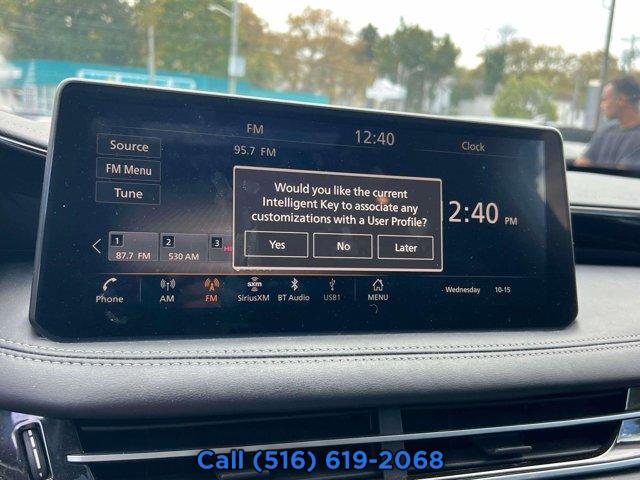 FM
12:40
Clock
Source
95.7 FM
FM Menu
Tune
Would you like the current
Intelligent Key to associate any
customizations with a User Profile?
Yes
No
Later
2:40 PM
1
2
3
87.7 FM
530 AM
Phone
AM
FM
sxm
SiriusXM
BT Audio
USB1
MENU
Wednesday
10-15
Call (516) 619-2068